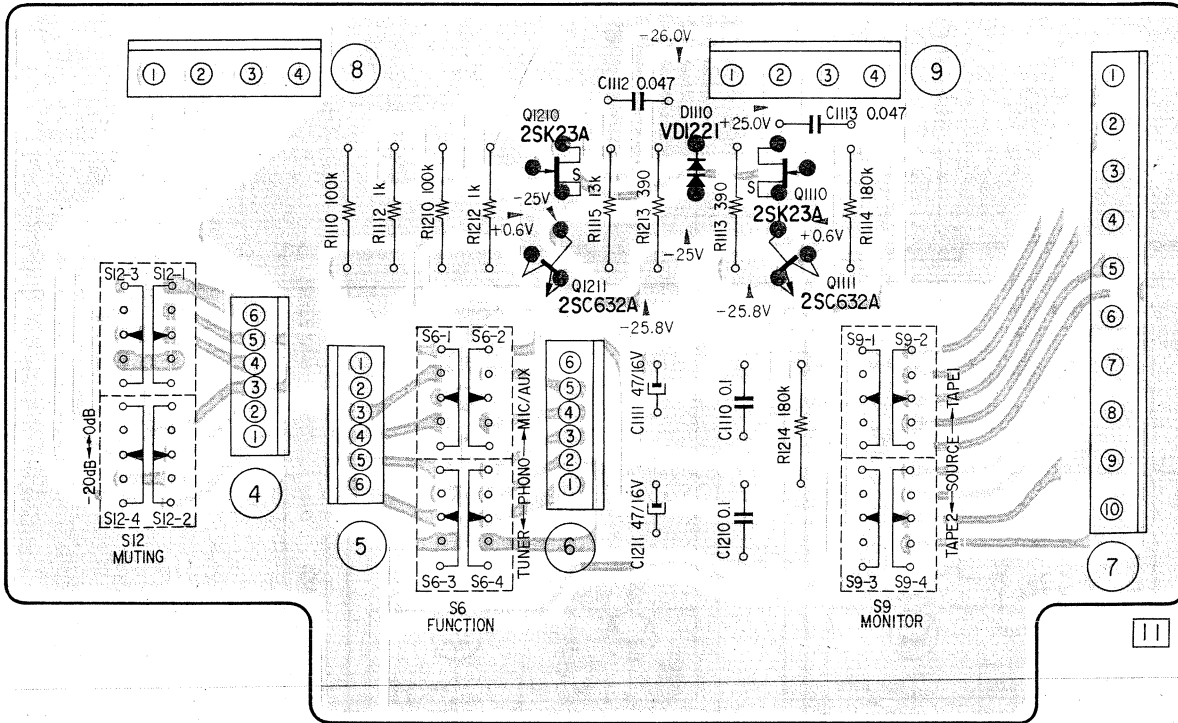 ① ② ③ ④
8
-26.0V
C1112 0.047
① ② ③ ④
9
Q1210
2SK23A
D1110
VD1221
+25.0V
C1113 0.047
R1110 100k
R1112 1k
R1210 100k
R1212 1k
-25V
+0.6V
S
R1115 13k
R1213 390
-25V
R1113 390
S
Q1110
2SK23A
+0.6V
R1114 180k
Q1211
2SC632A
-25.8V
-25.8V
Q1111
2SC632A
S12-3 S12-1
20dB↔0dB
S12-4 S12-2
S12
MUTING
⑥
⑤
④
③
②
①
4
①
②
③
④
⑤
⑥
5
S6-1 S6-2
TUNER↔PHONO↔MIC/AUX
S6-3 S6-4
S6
FUNCTION
⑥
⑤
④
③
②
①
6
C1111 47/16V
C1110 0.1
R1214 180k
C1211 47/16V
C1210 0.1
S9-1 S9-2
TAPE2↔SOURCE↔TAPE1
S9-3 S9-4
S9
MONITOR
①
②
③
④
⑤
⑥
⑦
⑧
⑨
⑩
7
11